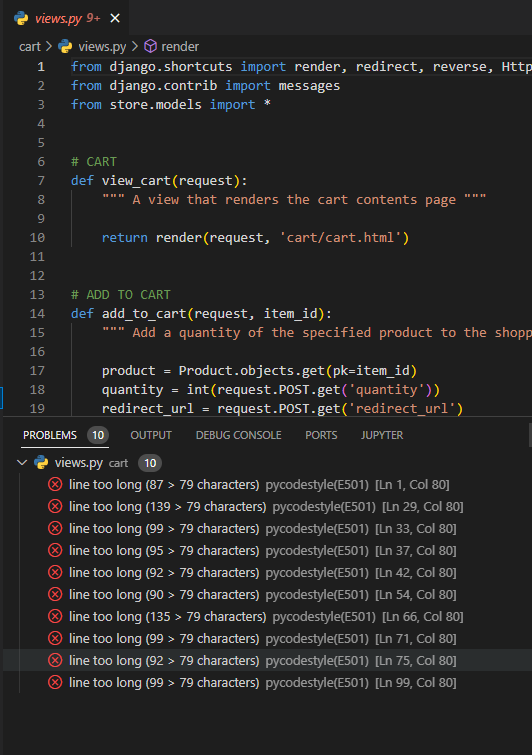 views.py 9+
cart > views.py > render
1 from django.shortcuts import render, redirect, reverse, Http
2 from django.contrib import messages
3 from store.models import *
4
5
6 # CART
7 def view_cart(request):
8 """ A view that renders the cart contents page """
9
10 return render(request, 'cart/cart.html')
11
12
13 # ADD TO CART
14 def add_to_cart(request, item_id):
15 """ Add a quantity of the specified product to the shopp
16
17 product = Product.objects.get(pk=item_id)
18 quantity = int(request.POST.get('quantity'))
19 redirect_url = request.POST.get('redirect_url')
PROBLEMS 10 OUTPUT DEBUG CONSOLE PORTS JUPYTER
views.py cart 10
line too long (87 > 79 characters) pycodestyle(E501) [Ln 1, Col 80]
line too long (139 > 79 characters) pycodestyle(E501) [Ln 29, Col 80]
line too long (99 > 79 characters) pycodestyle(E501) [Ln 33, Col 80]
line too long (95 > 79 characters) pycodestyle(E501) [Ln 37, Col 80]
line too long (92 > 79 characters) pycodestyle(E501) [Ln 42, Col 80]
line too long (90 > 79 characters) pycodestyle(E501) [Ln 54, Col 80]
line too long (135 > 79 characters) pycodestyle(E501) [Ln 66, Col 80]
line too long (99 > 79 characters) pycodestyle(E501) [Ln 71, Col 80]
line too long (92 > 79 characters) pycodestyle(E501) [Ln 75, Col 80]
line too long (99 > 79 characters) pycodestyle(E501) [Ln 99, Col 80]